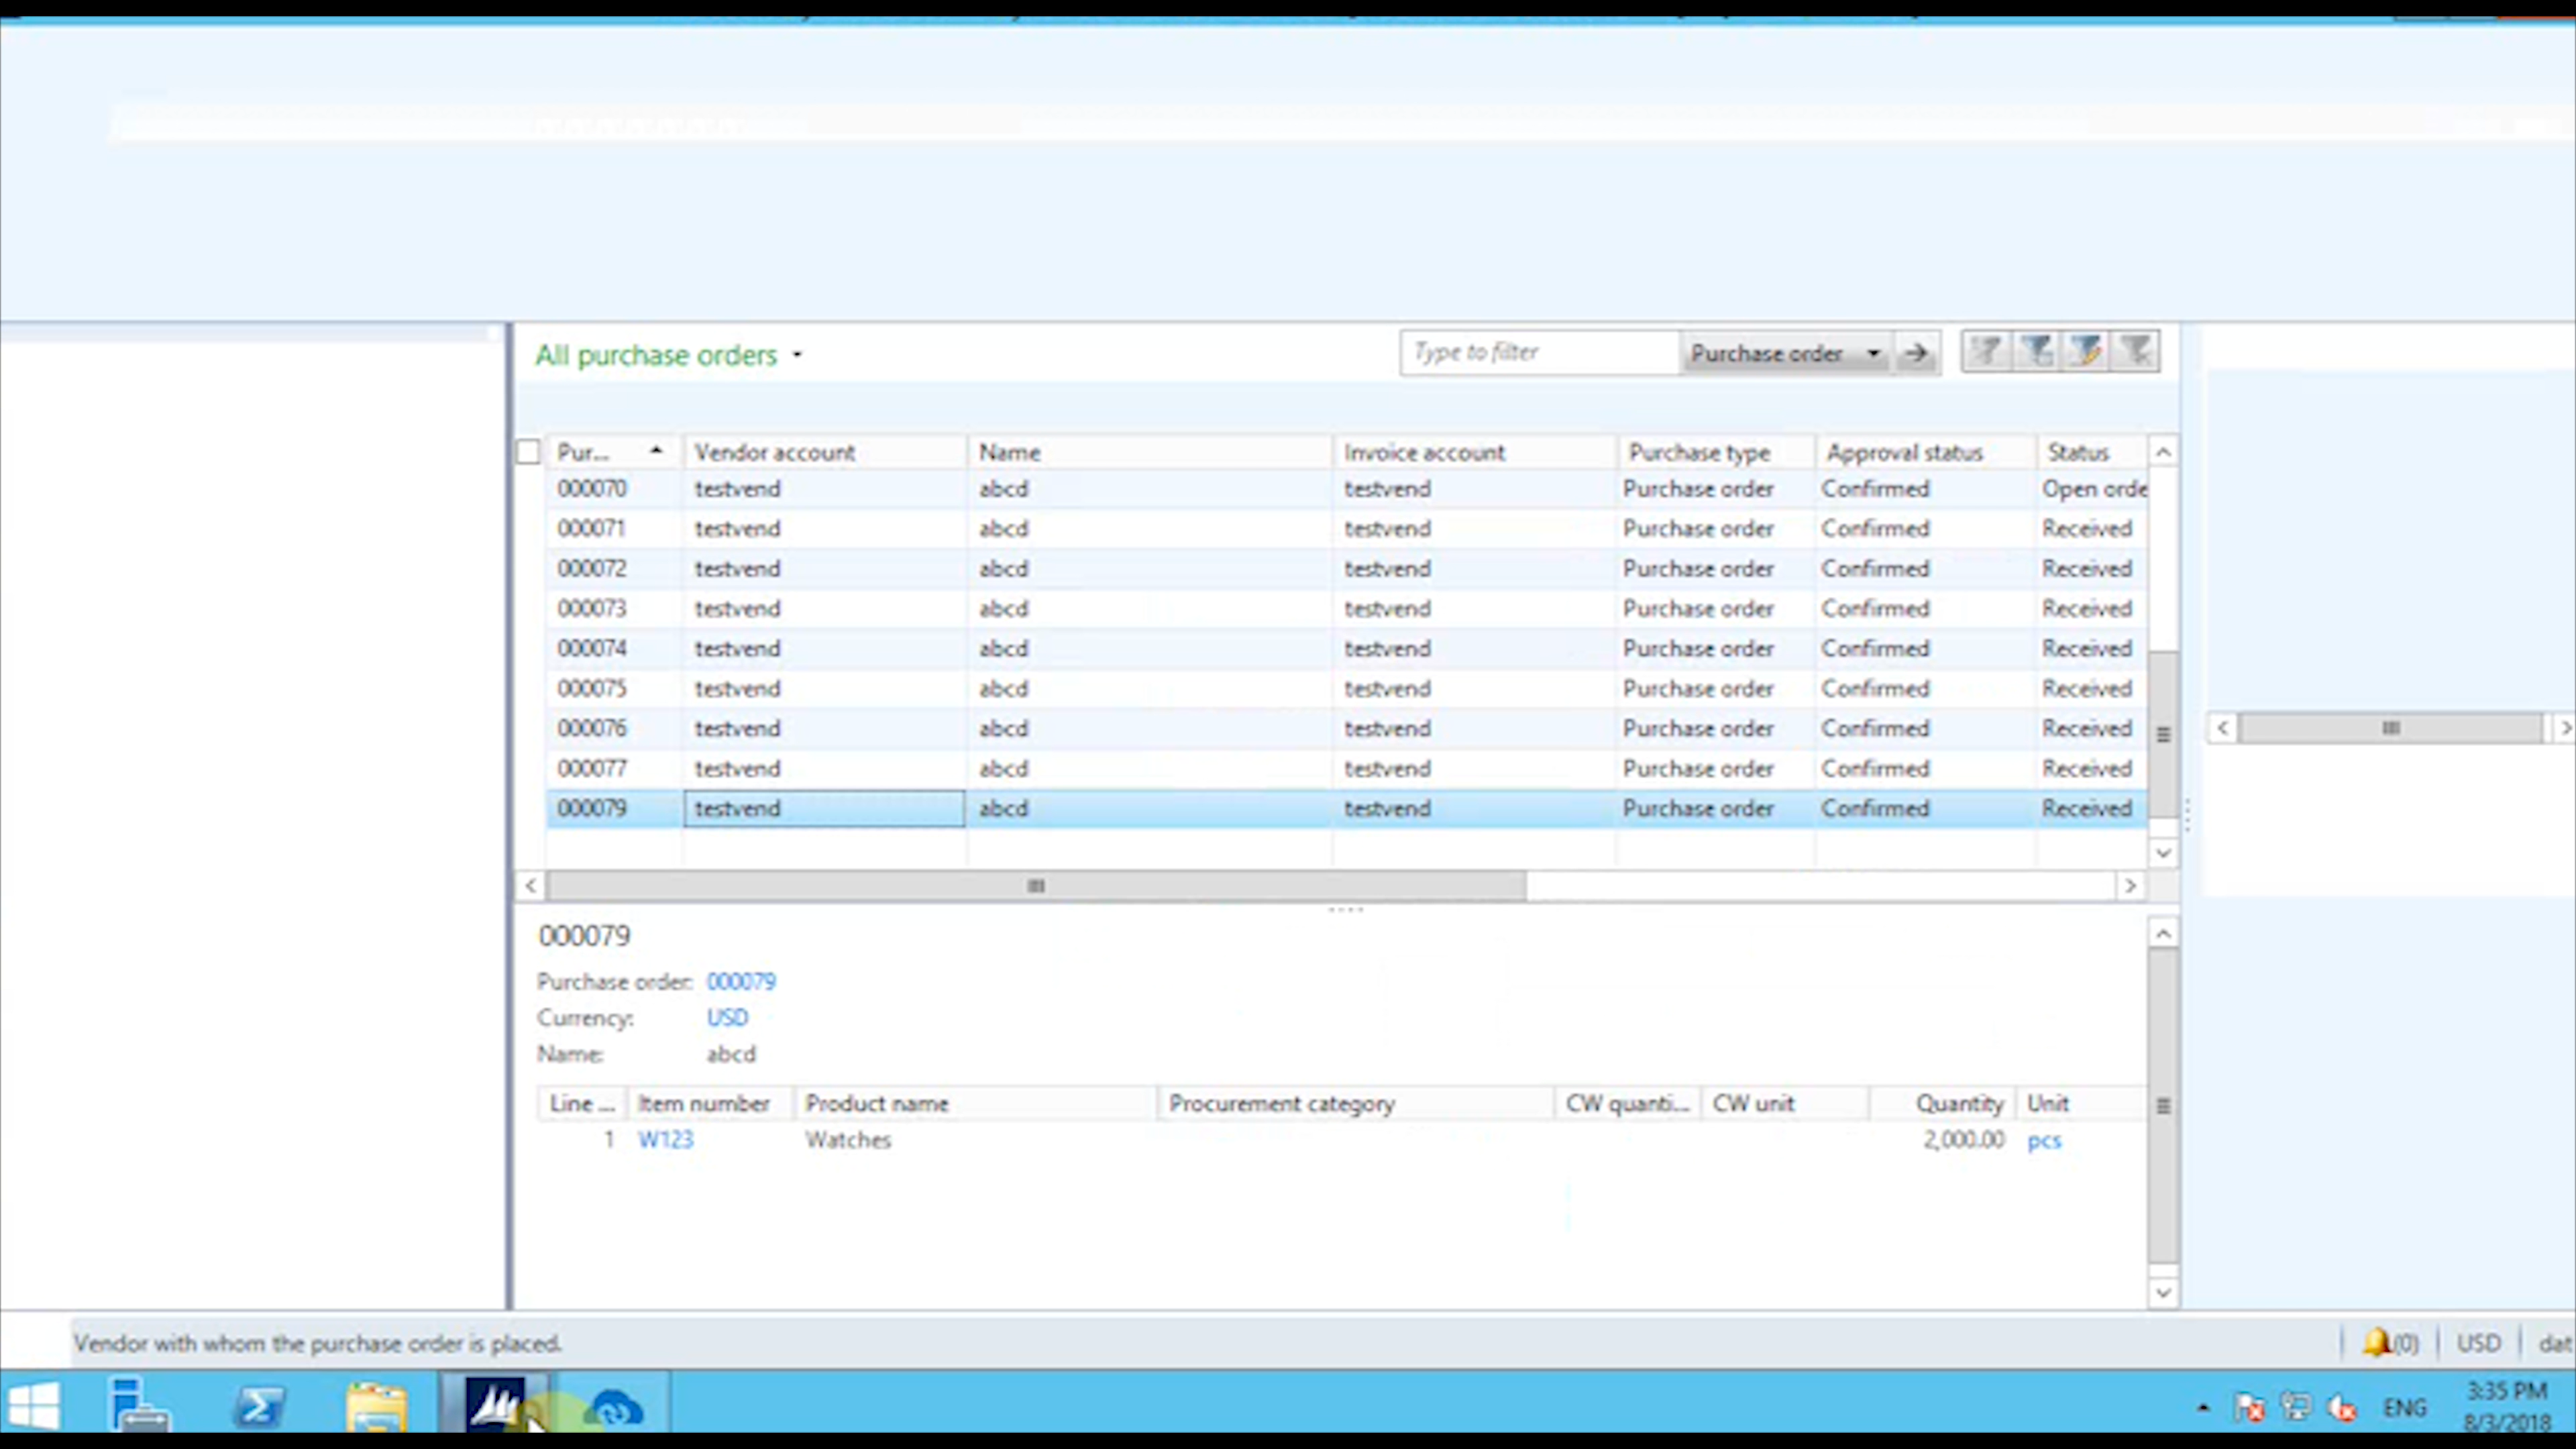 All purchase orders
Type to filter Purchase order
Pur... Vendor account Name Invoice account Purchase type Approval status Status
000070 testvend abcd testvend Purchase order Confirmed Open orde
000071 testvend abcd testvend Purchase order Confirmed Received
000072 testvend abcd testvend Purchase order Confirmed Received
000073 testvend abcd testvend Purchase order Confirmed Received
000074 testvend abcd testvend Purchase order Confirmed Received
000075 testvend abcd testvend Purchase order Confirmed Received
000076 testvend abcd testvend Purchase order Confirmed Received
000077 testvend abcd testvend Purchase order Confirmed Received
000079 testvend abcd testvend Purchase order Confirmed Received
000079
Purchase order: 000079
Currency: USD
Name: abcd
Line ... Item number Product name Procurement category CW quanti... CW unit Quantity Unit
1 W123 Watches 2,000.00 pcs
Vendor with whom the purchase order is placed.
(0) USD dat
ENG 3:35 PM
8/3/2018